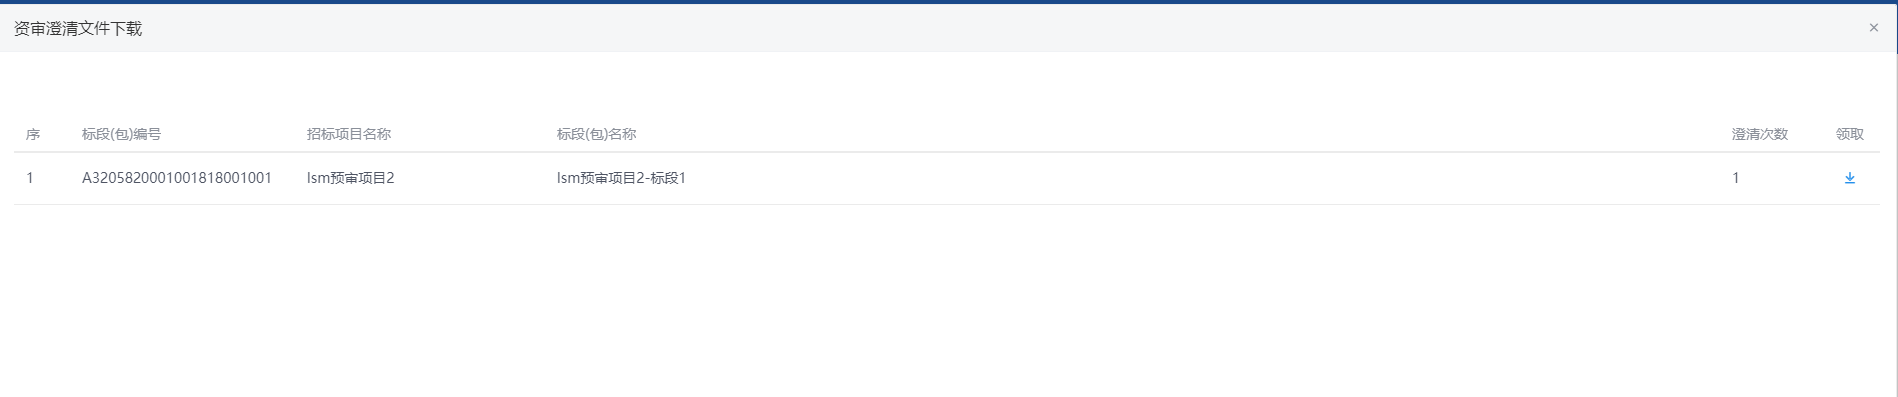 资审澄清文件下载
序 标段(包)编号 招标项目名称 标段(包)名称 澄清次数 领取
1 A3205820001001818001001 lsm预审项目2 lsm预审项目2-标段1 1